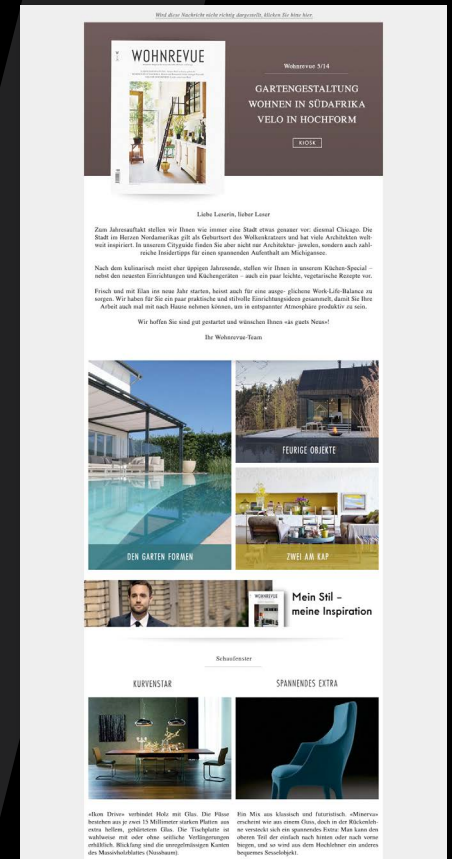 Wird diese Nachricht nicht richtig dargestellt, klicken Sie bitte hier.
WOHNREVUE
Wohnrevue 5/14
GARTENGESTALTUNG
WOHNEN IN SÜDAFRIKA
VELO IN HOCHFORM
KIOSK
Liebe Leserin, lieber Leser
Zum Jahresauftakt stellen wir Ihnen wie immer eine Stadt etwas genauer vor: diesmal Chicago. Die
Stadt im Herzen Nordamerikas gilt als Geburtsort des Wolkenkratzers und hat viele Architekten welt-
weit inspiriert. In unserem Cityguide finden Sie aber nicht nur Architektur- juwelen, sondern auch zahl-
reiche Insidertipps für einen spannenden Aufenthalt am Michigansee.
Nach dem kulinarisch meist eher üppigen Jahresende, stellen wir Ihnen in unserem Küchen-Special –
nebst den neuesten Einrichtungen und Küchengeräten – auch ein paar leichte, vegetarische Rezepte vor.
Frisch und mit Elan ins neue Jahr starten, heisst auch für eine ausge- glichene Work-Life-Balance zu
sorgen. Wir haben für Sie ein paar praktische und stilvolle Einrichtungsideen gesammelt, damit Sie Ihre
Arbeit auch mal mit nach Hause nehmen können, um in entspannter Atmosphäre produktiv zu sein.
Wir hoffen Sie sind gut gestartet und wünschen Ihnen «äs guets Neus»!
Ihr Wohnrevue-Team
FEURIGE OBJEKTE
DEN GARTEN FORMEN
ZWEI AM KAP
WOHNREVUE
Mein Stil –
meine Inspiration
Schaufenster
KURVENSTAR
SPANNENDES EXTRA
«Ikon Drive» verbindet Holz mit Glas. Die Füsse
bestehen aus je zwei 15 Millimeter starken Platten aus
extra hellem, gehärtetem Glas. Die Tischplatte ist
wahlweise mit oder ohne seitliche Verlängerungen
erhältlich. Blickfang sind die unregelmässigen Kanten
des Massivholzblattes (Nussbaum).
Ein Mix aus klassisch und futuristisch. «Minerva»
erscheint wie aus einem Guss, doch in der Rückenleh-
ne versteckt sich ein spannendes Extra: Man kann den
oberen Teil der einfach nach hinten oder nach vorne
biegen, und so wird aus dem Hochlehner ein anderes
bequemes Sesselobjekt.